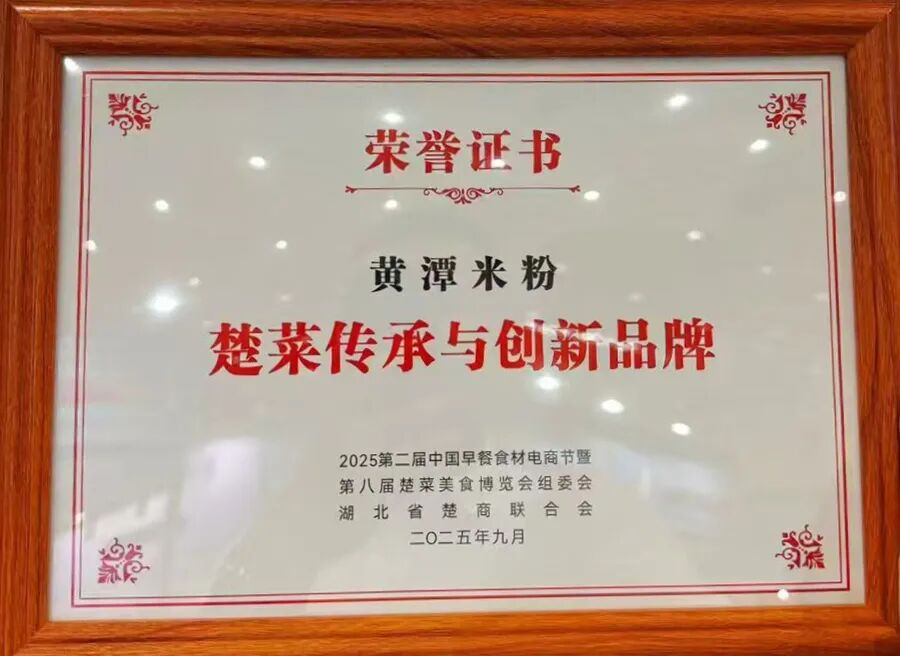 荣誉证书
黄潭米粉
楚菜传承与创新品牌
2025第二届中国早餐食材电商节暨
第八届楚菜美食博览会组委会
湖北省楚商联合会
二〇二五年九月